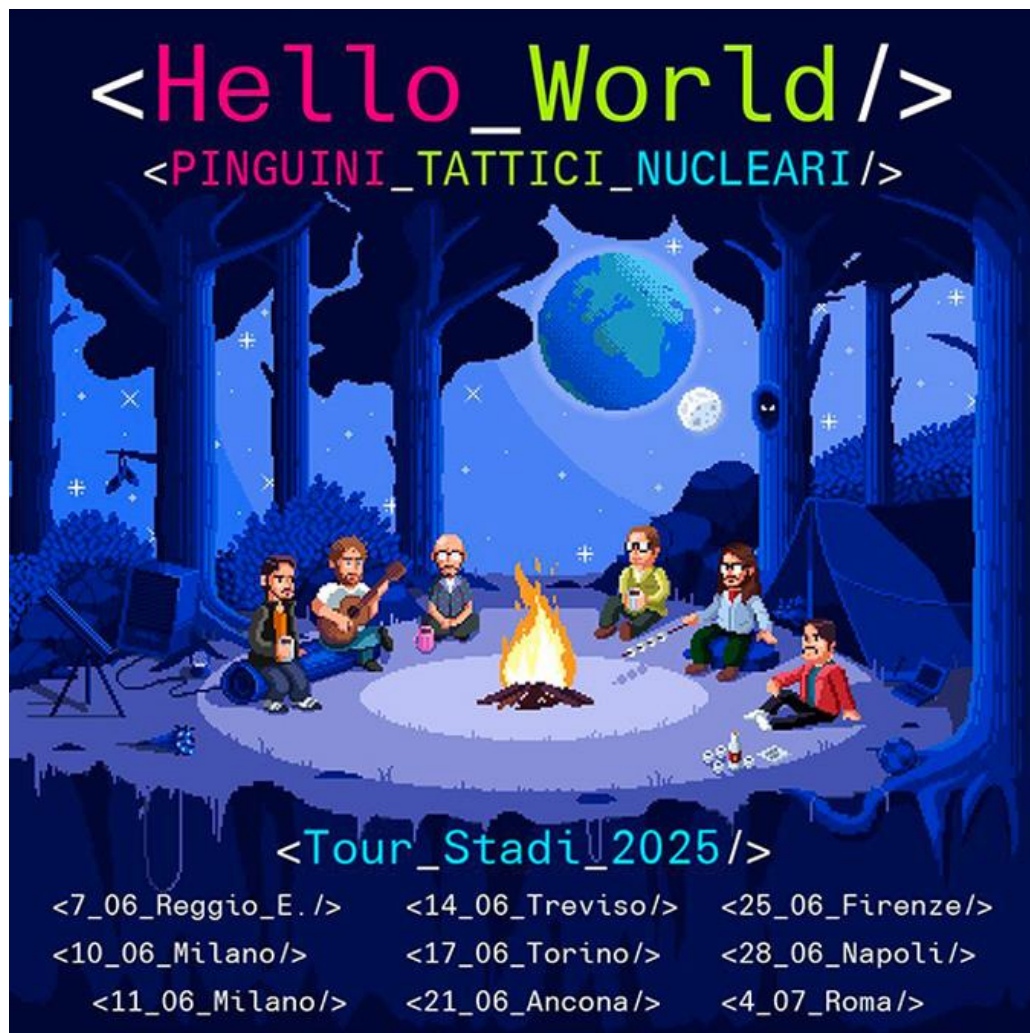 <Hello_World/>
<PINGUINI_TATTICI_NUCLEARI/>
<Tour_Stadi_2025/>
<7_06_Reggio_E./> <14_06_Treviso/> <25_06_Firenze/>
<10_06_Milano/> <17_06_Torino/> <28_06_Napoli/>
<11_06_Milano/> <21_06_Ancona/> <4_07_Roma/>